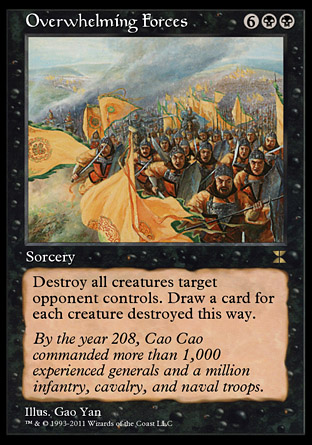 Overwhelming Forces 6
Sorcery
Destroy all creatures target
opponent controls. Draw a card for
each creature destroyed this way.
By the year 208, Cao Cao
commanded more than 1,000
experienced generals and a million
infantry, cavalry, and naval troops.
Illus. Gao Yan
™ & © 1993-2011 Wizards of the Coast LLC